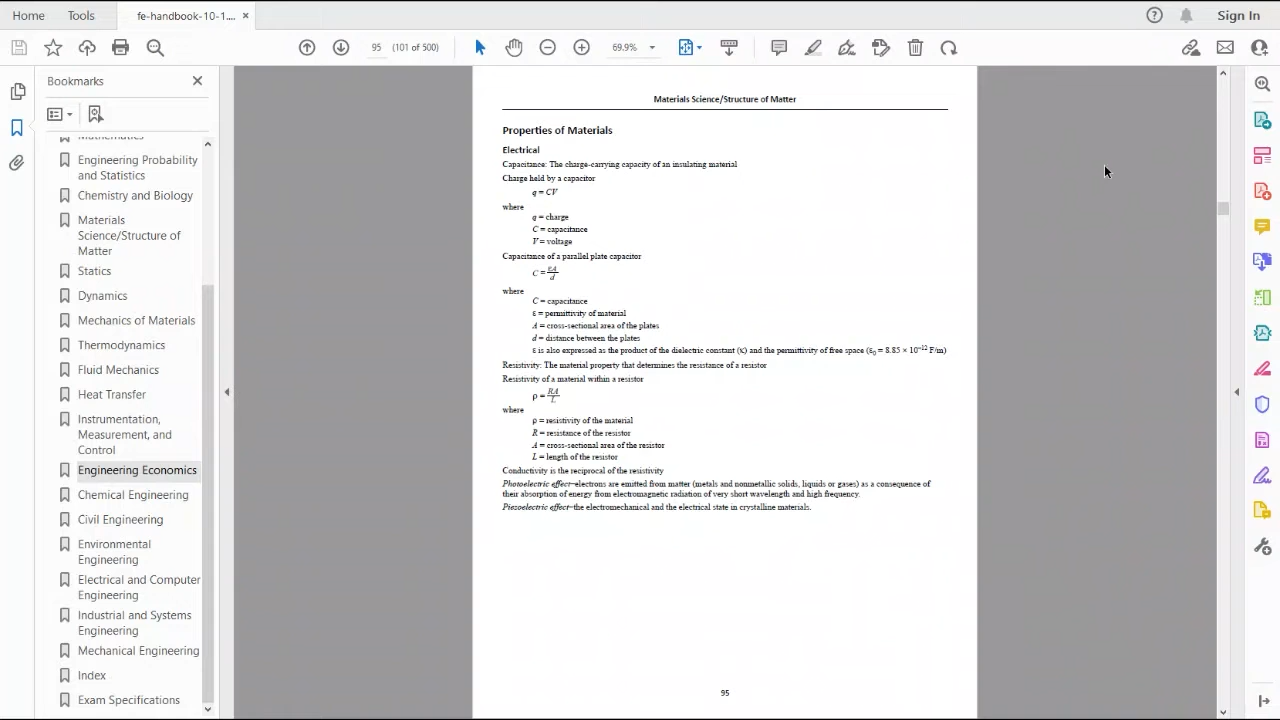 Home Tools fe-handbook-10-1.... × Sign In
95 (101 of 500) 69.9%
Bookmarks
Mathematics
Engineering Probability
and Statistics
Chemistry and Biology
Materials
Science/Structure of
Matter
Statics
Dynamics
Mechanics of Materials
Thermodynamics
Fluid Mechanics
Heat Transfer
Instrumentation,
Measurement, and
Control
Engineering Economics
Chemical Engineering
Civil Engineering
Environmental
Engineering
Electrical and Computer
Engineering
Industrial and Systems
Engineering
Mechanical Engineering
Index
Exam Specifications
Materials Science/Structure of Matter
Properties of Materials
Electrical
Capacitance: The charge-carrying capacity of an insulating material
Charge held by a capacitor
q = CV
where
q = charge
C = capacitance
V = voltage
Capacitance of a parallel plate capacitor
C = εA/d
where
C = capacitance
ε = permittivity of material
A = cross-sectional area of the plates
d = distance between the plates
ε is also expressed as the product of the dielectric constant (κ) and the permittivity of free space (ε₀ = 8.85 × 10⁻¹² F/m)
Resistivity: The material property that determines the resistance of a resistor
Resistivity of a material within a resistor
ρ = RA/L
where
ρ = resistivity of the material
R = resistance of the resistor
A = cross-sectional area of the resistor
L = length of the resistor
Conductivity is the reciprocal of the resistivity
Photoelectric effect–electrons are emitted from matter (metals and nonmetallic solids, liquids or gases) as a consequence of
their absorption of energy from electromagnetic radiation of very short wavelength and high frequency.
Piezoelectric effect–the electromechanical and the electrical state in crystalline materials.
95